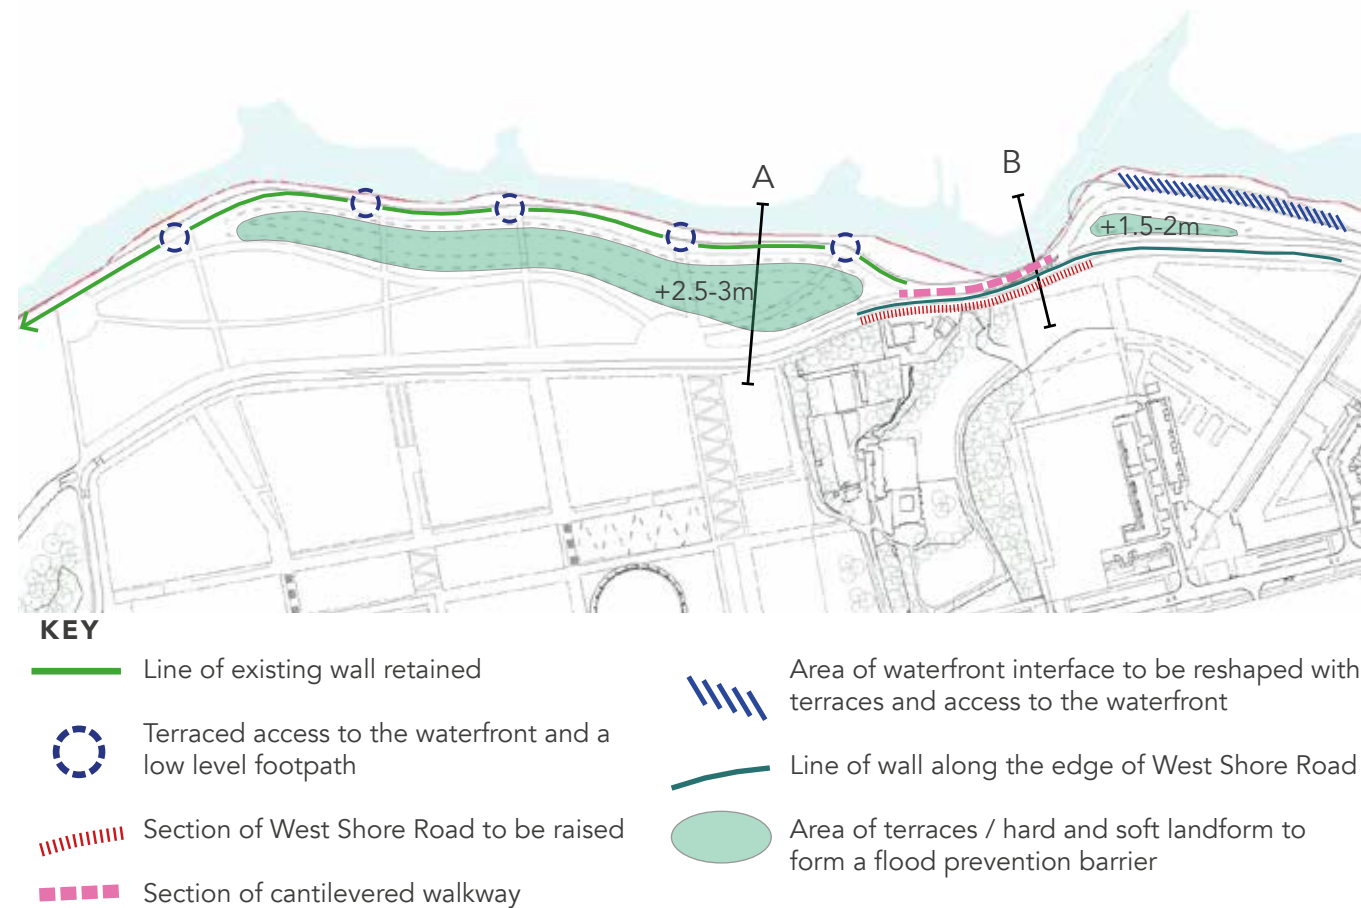 A
B
+1.5-2m
+2.5-3m
KEY
Line of existing wall retained
Terraced access to the waterfront and a
low level footpath
Section of West Shore Road to be raised
Section of cantilevered walkway
Area of waterfront interface to be reshaped with
terraces and access to the waterfront
Line of wall along the edge of West Shore Road
Area of terraces / hard and soft landform to
form a flood prevention barrier